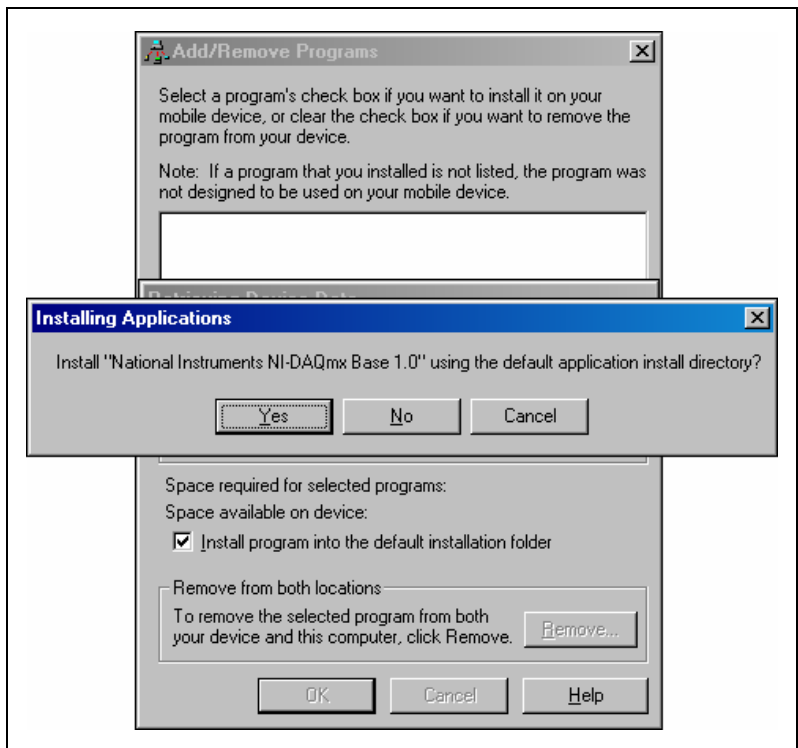 Add/Remove Programs
Select a program's check box if you want to install it on your
mobile device, or clear the check box if you want to remove the
program from your device.
Note: If a program that you installed is not listed, the program was
not designed to be used on your mobile device.
Retrieving Device Data
Installing Applications
Install "National Instruments NI-DAQmx Base 1.0" using the default application install directory?
Yes No Cancel
Space required for selected programs:
Space available on device:
Install program into the default installation folder
Remove from both locations
To remove the selected program from both
your device and this computer, click Remove.
Remove...
OK Cancel Help